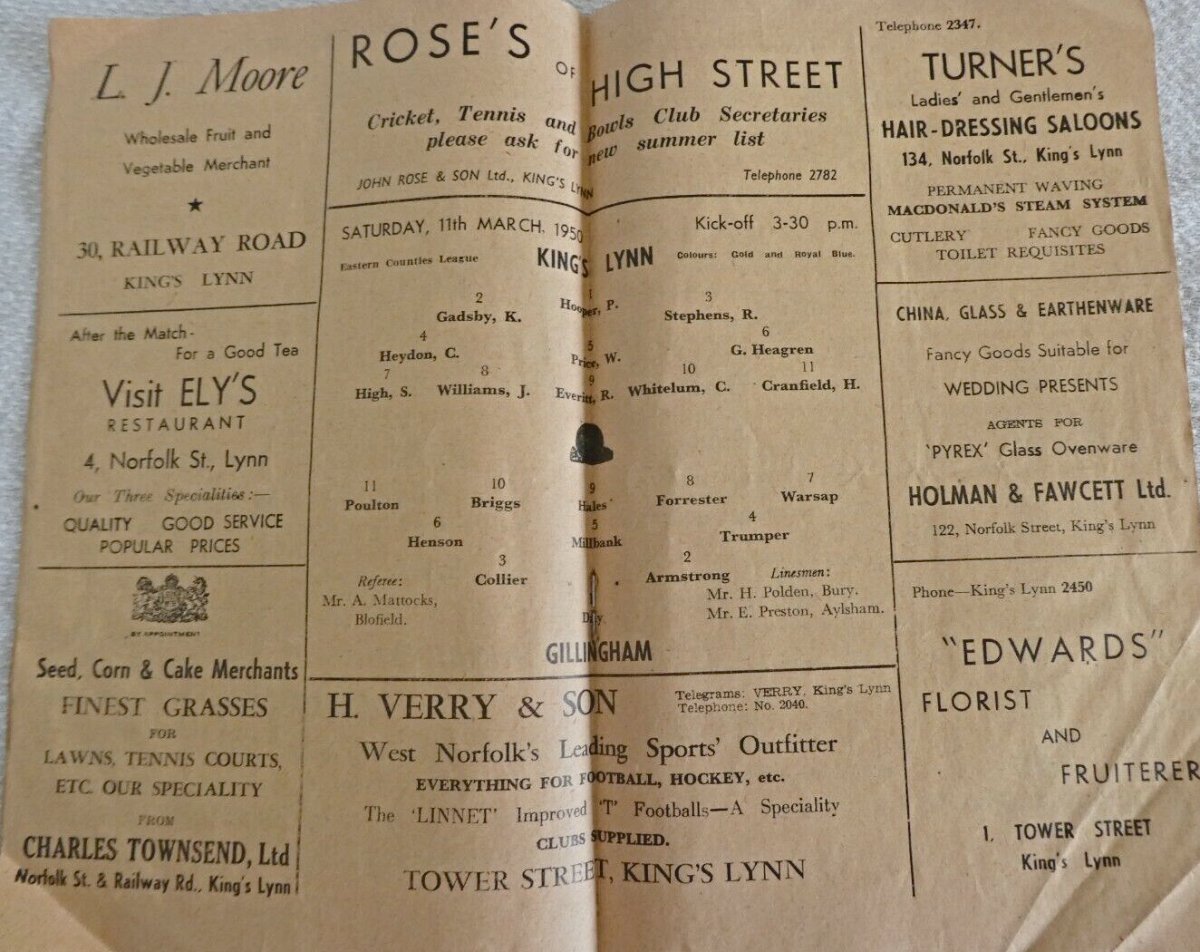 L. J. Moore
Wholesale Fruit and
Vegetable Merchant
30, RAILWAY ROAD
KING'S LYNN
After the Match-
For a Good Tea
Visit ELY'S
RESTAURANT
4, Norfolk St., Lynn
Our Three Specialities:—
QUALITY GOOD SERVICE
POPULAR PRICES
BY APPOINTMENT
Seed, Corn & Cake Merchants
FINEST GRASSES
FOR
LAWNS, TENNIS COURTS,
ETC. OUR SPECIALITY
FROM
CHARLES TOWNSEND, Ltd
Norfolk St. & Railway Rd., King's Lynn
ROSE'S OF HIGH STREET
Cricket, Tennis and Bowls Club Secretaries
please ask for new summer list
JOHN ROSE & SON Ltd., KING'S LYNN
Telephone 2782
SATURDAY, 11th MARCH, 1950 Kick-off 3-30 p.m.
Eastern Counties League KING'S LYNN Colours: Gold and Royal Blue.
1
Hooper, P.
2 3
Gadsby, K. Stephens, R.
4 5 6
Heydon, C. Price, W. G. Heagren
7 8 9 10 11
High, S. Williams, J. Everitt, R. Whitelum, C. Cranfield, H.
11 10 9 8 7
Poulton Briggs Hales Forrester Warsap
6 5 4
Henson Millbank Trumper
3 2
Collier Armstrong
Referee:
Mr. A. Mattocks,
Blofield.
1
Linesmen:
Mr. H. Polden, Bury.
Mr. E. Preston, Aylsham.
GILLINGHAM
H. VERRY & SON
Telegrams: VERRY, King's Lynn
Telephone: No. 2040.
West Norfolk's Leading Sports' Outfitter
EVERYTHING FOR FOOTBALL, HOCKEY, etc.
The 'LINNET' Improved 'T' Footballs—A Speciality
CLUBS SUPPLIED.
TOWER STREET, KING'S LYNN
Telephone 2347.
TURNER'S
Ladies' and Gentlemen's
HAIR-DRESSING SALOONS
134, Norfolk St., King's Lynn
PERMANENT WAVING
MACDONALD'S STEAM SYSTEM
CUTLERY FANCY GOODS
TOILET REQUISITES
CHINA, GLASS & EARTHENWARE
Fancy Goods Suitable for
WEDDING PRESENTS
AGENTS FOR
'PYREX' Glass Ovenware
HOLMAN & FAWCETT Ltd.
122, Norfolk Street, King's Lynn
Phone—King's Lynn 2450
"EDWARDS"
FLORIST
AND
FRUITERER
1, TOWER STREET
King's Lynn